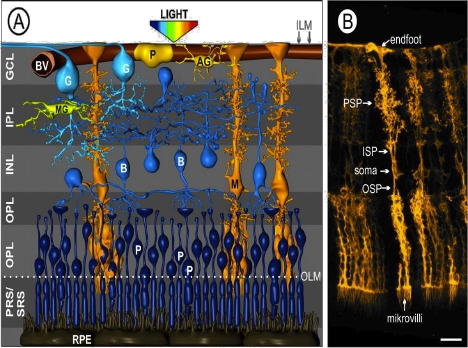 A
LIGHT
ILM
GCL
BV
G
G
P
AG
MG
IPL
INL
B
B
M
OPL
OPL
P
P
P
OLM
PRS/
SRS
RPE
B
endfoot
PSP
ISP
soma
OSP
mikrovilli